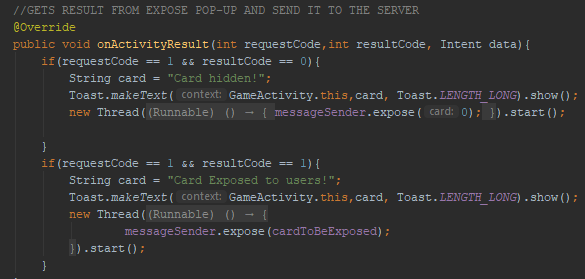 //GETS RESULT FROM EXPOSE POP-UP AND SEND IT TO THE SERVER
@Override
public void onActivityResult(int requestCode,int resultCode, Intent data){
if(requestCode == 1 && resultCode == 0){
String card = "Card hidden!";
Toast.makeText( context: GameActivity.this,card, Toast.LENGTH_LONG).show();
new Thread((Runnable) () → { messageSender.expose( card: 0); }).start();
}
if(requestCode == 1 && resultCode == 1){
String card = "Card Exposed to users!";
Toast.makeText( context: GameActivity.this,card, Toast.LENGTH_LONG).show();
new Thread((Runnable) () → {
messageSender.expose(cardToBeExposed);
}).start();
}